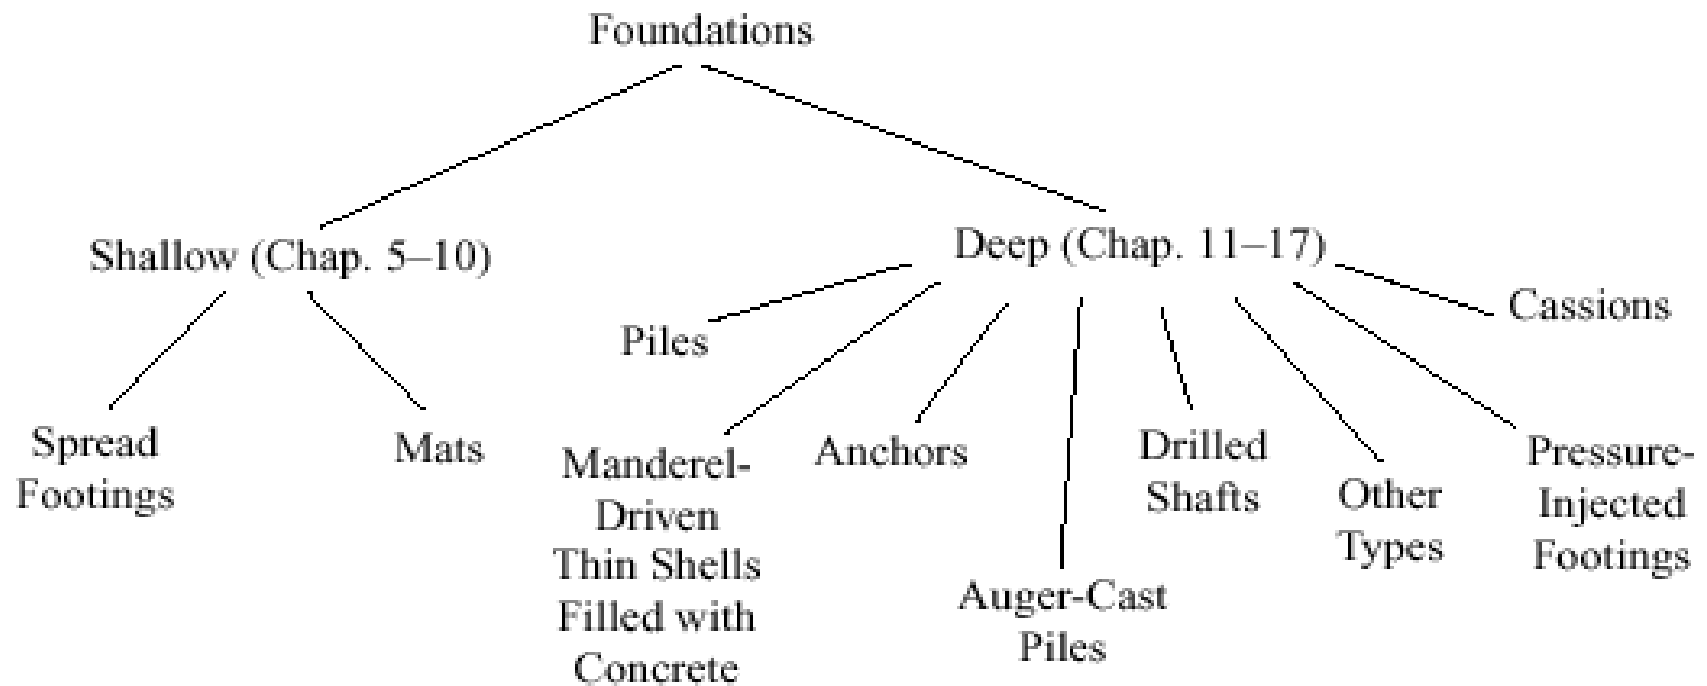 Foundations
Shallow (Chap. 5–10)
Deep (Chap. 11–17)
Spread
Footings
Mats
Piles
Manderel-
Driven
Thin Shells
Filled with
Concrete
Anchors
Auger-Cast
Piles
Drilled
Shafts
Other
Types
Pressure-
Injected
Footings
Cassions